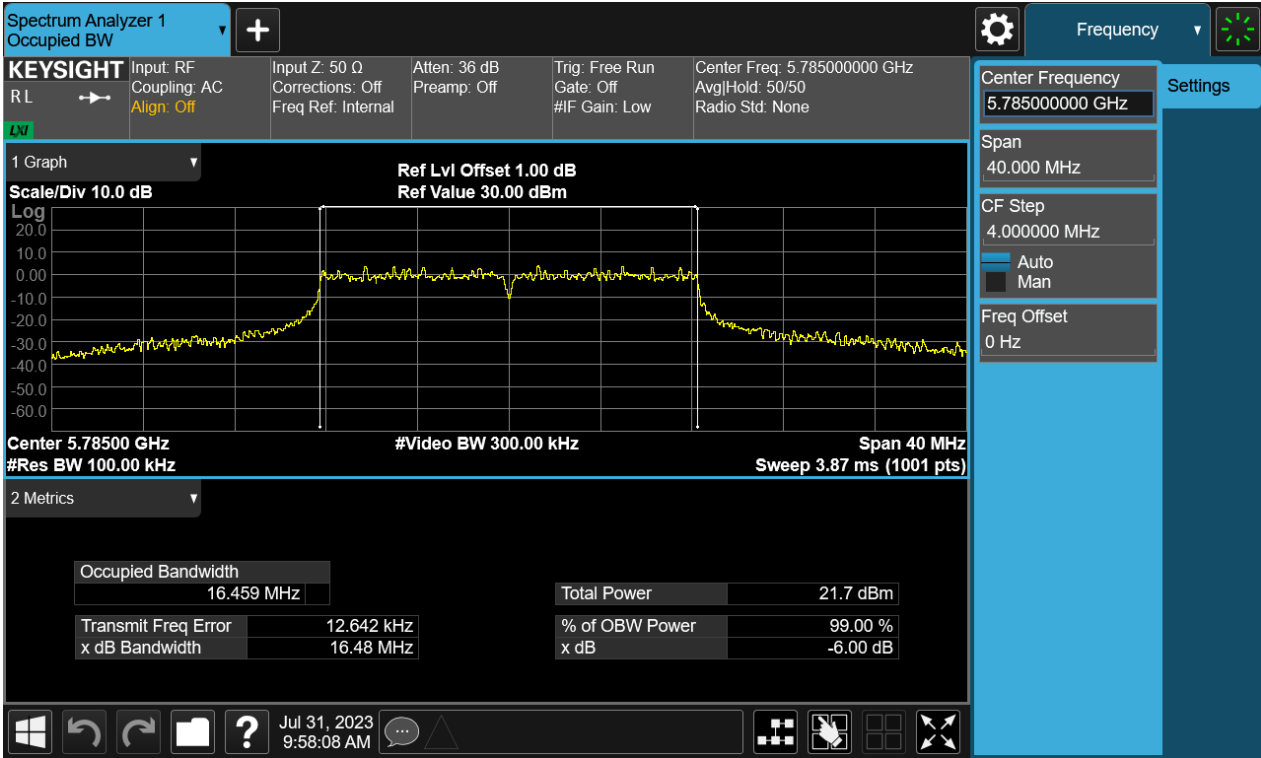 Spectrum Analyzer 1
Occupied BW
Frequency
KEYSIGHT
R L
LXI
Input: RF
Coupling: AC
Align: Off
Input Z: 50 Ω
Corrections: Off
Freq Ref: Internal
Atten: 36 dB
Preamp: Off
Trig: Free Run
Gate: Off
#IF Gain: Low
Center Freq: 5.785000000 GHz
Avg|Hold: 50/50
Radio Std: None
Center Frequency
5.785000000 GHz
Settings
Span
40.000 MHz
CF Step
4.000000 MHz
Auto
Man
Freq Offset
0 Hz
1 Graph
Scale/Div 10.0 dB
Ref Lvl Offset 1.00 dB
Ref Value 30.00 dBm
Log
20.0
10.0
0.00
-10.0
-20.0
-30.0
-40.0
-50.0
-60.0
Center 5.78500 GHz
#Video BW 300.00 kHz
Span 40 MHz
#Res BW 100.00 kHz
Sweep 3.87 ms (1001 pts)
2 Metrics
Occupied Bandwidth
16.459 MHz
Total Power 21.7 dBm
Transmit Freq Error 12.642 kHz
% of OBW Power 99.00 %
x dB Bandwidth 16.48 MHz
x dB -6.00 dB
?
Jul 31, 2023
9:58:08 AM